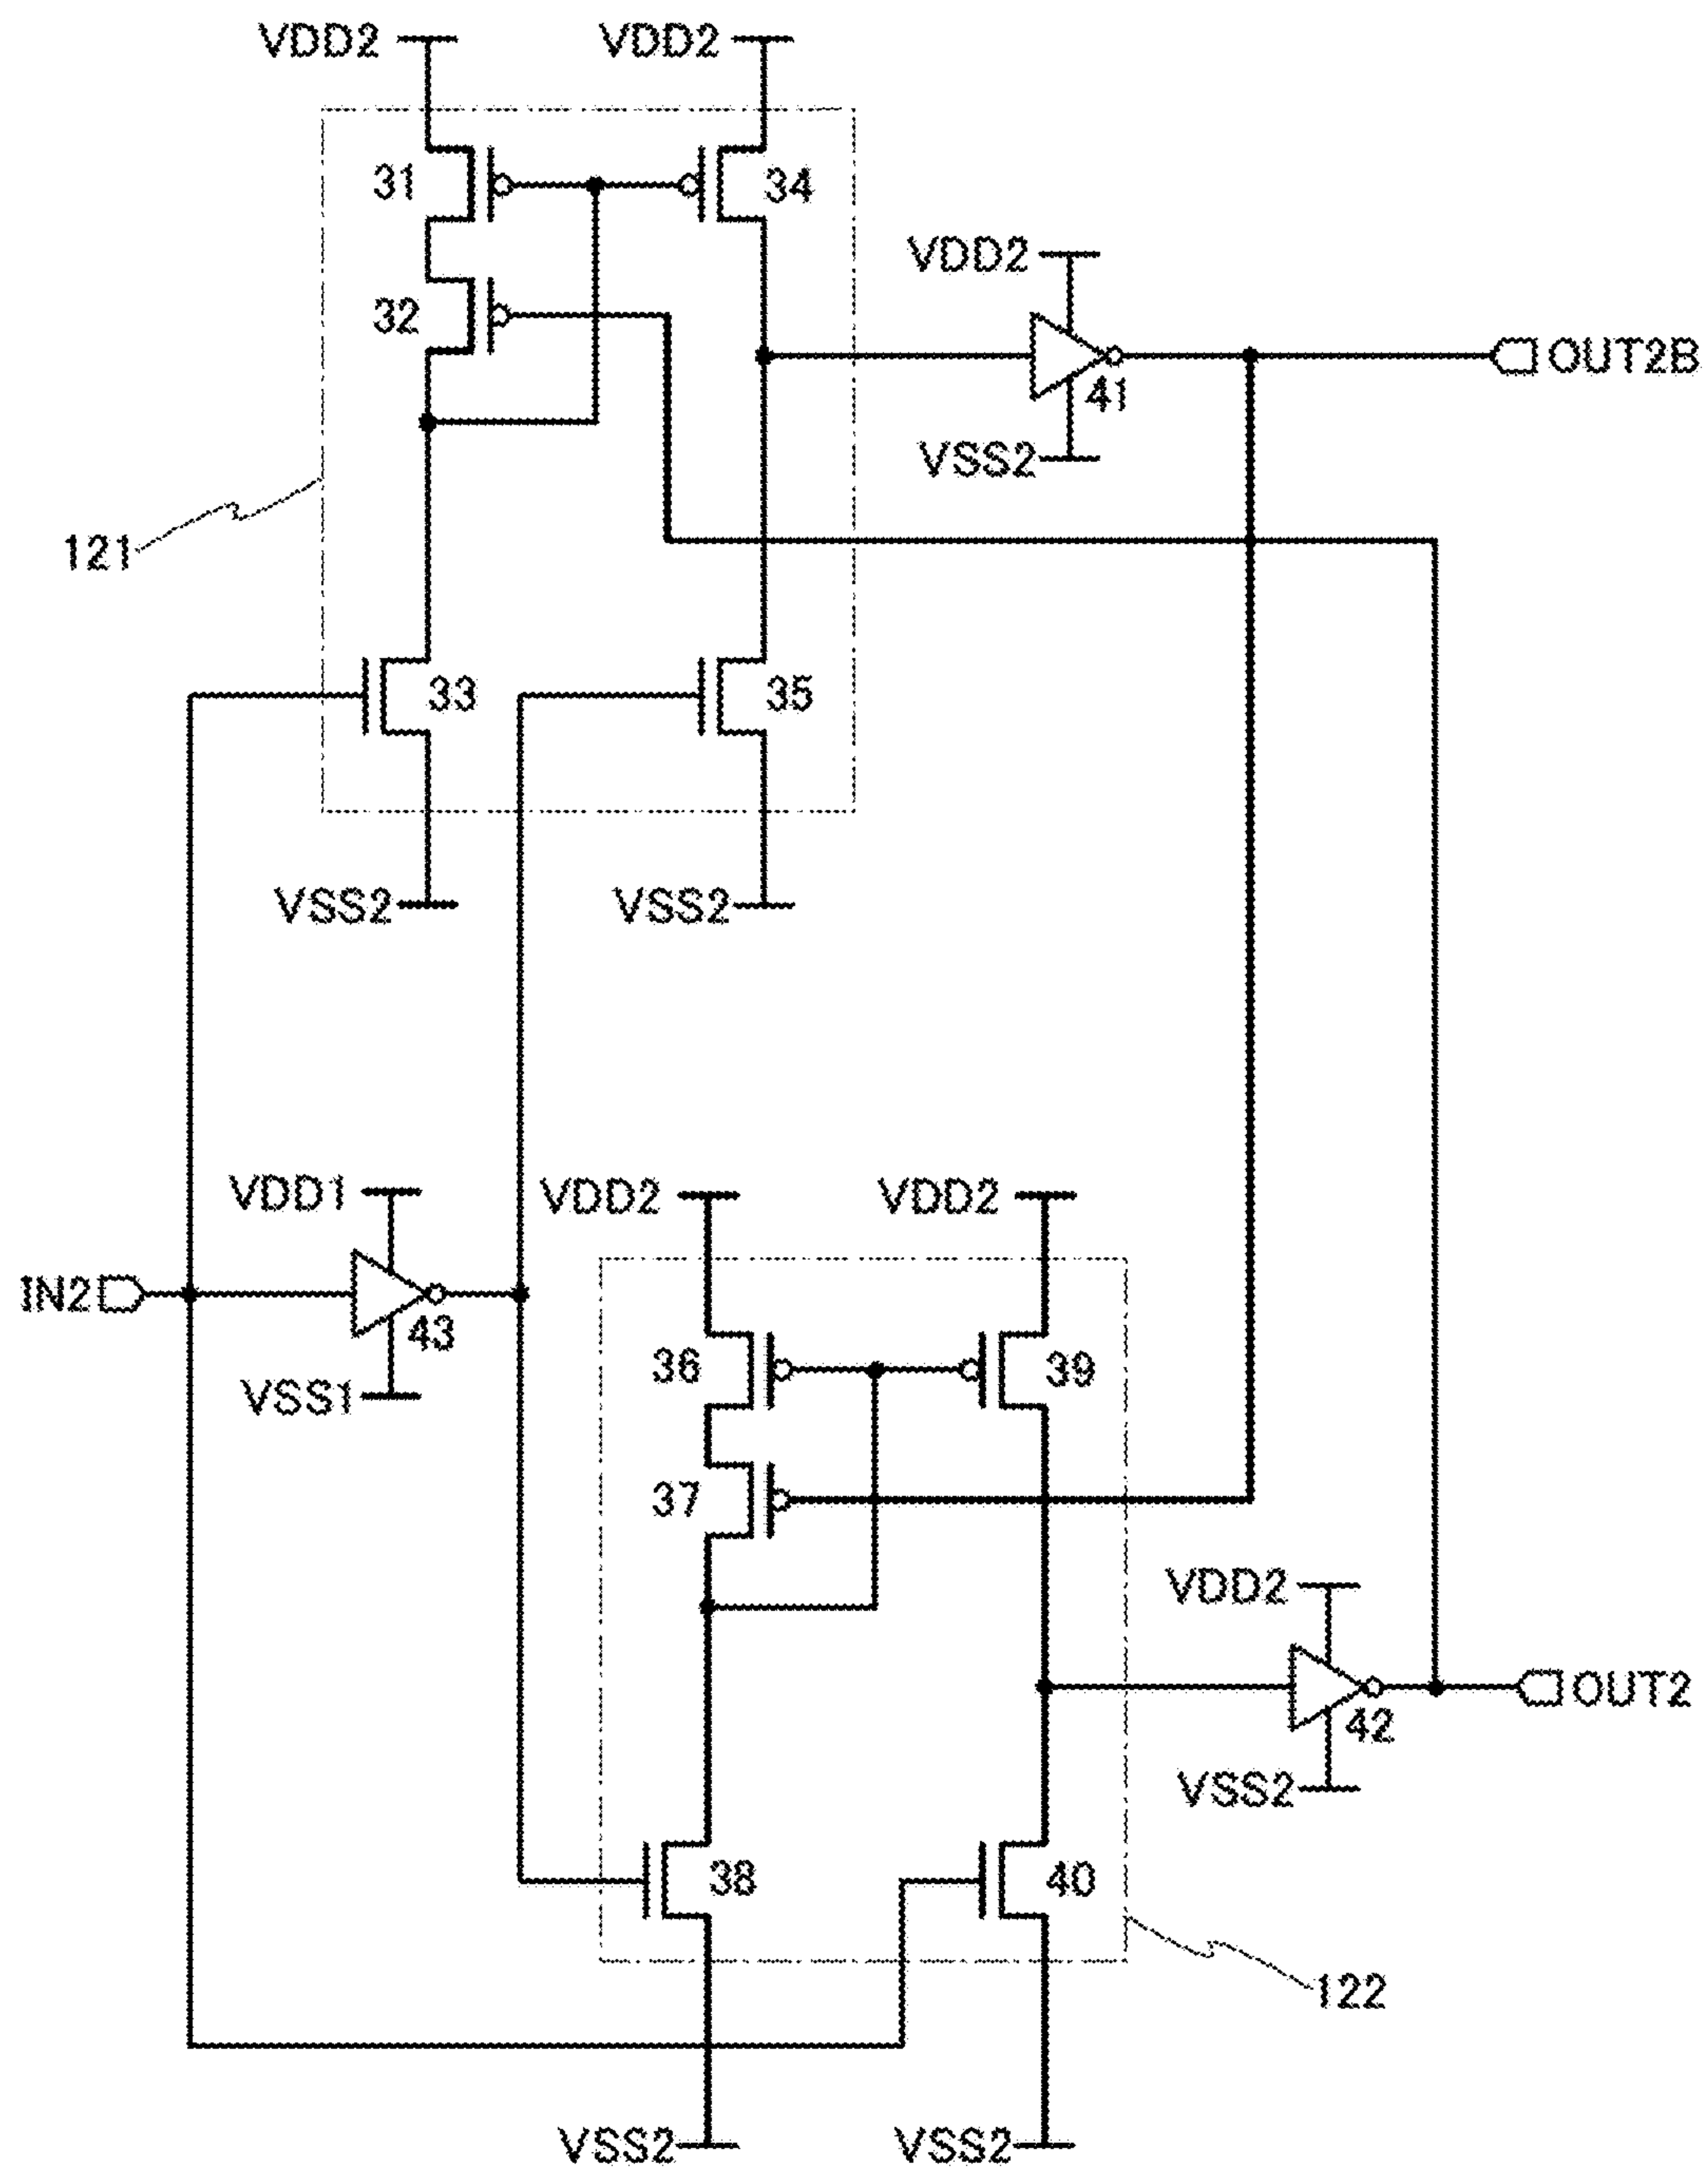 VDD2 VDD2
31 34
VDD2
32
OUT2B
41
VSS2
121
33 35
VSS2 VSS2
VDD1 VDD2 VDD2
IN2
43
36 39
VSS1
37
VDD2
OUT2
42
VSS2
38 40
122
VSS2 VSS2